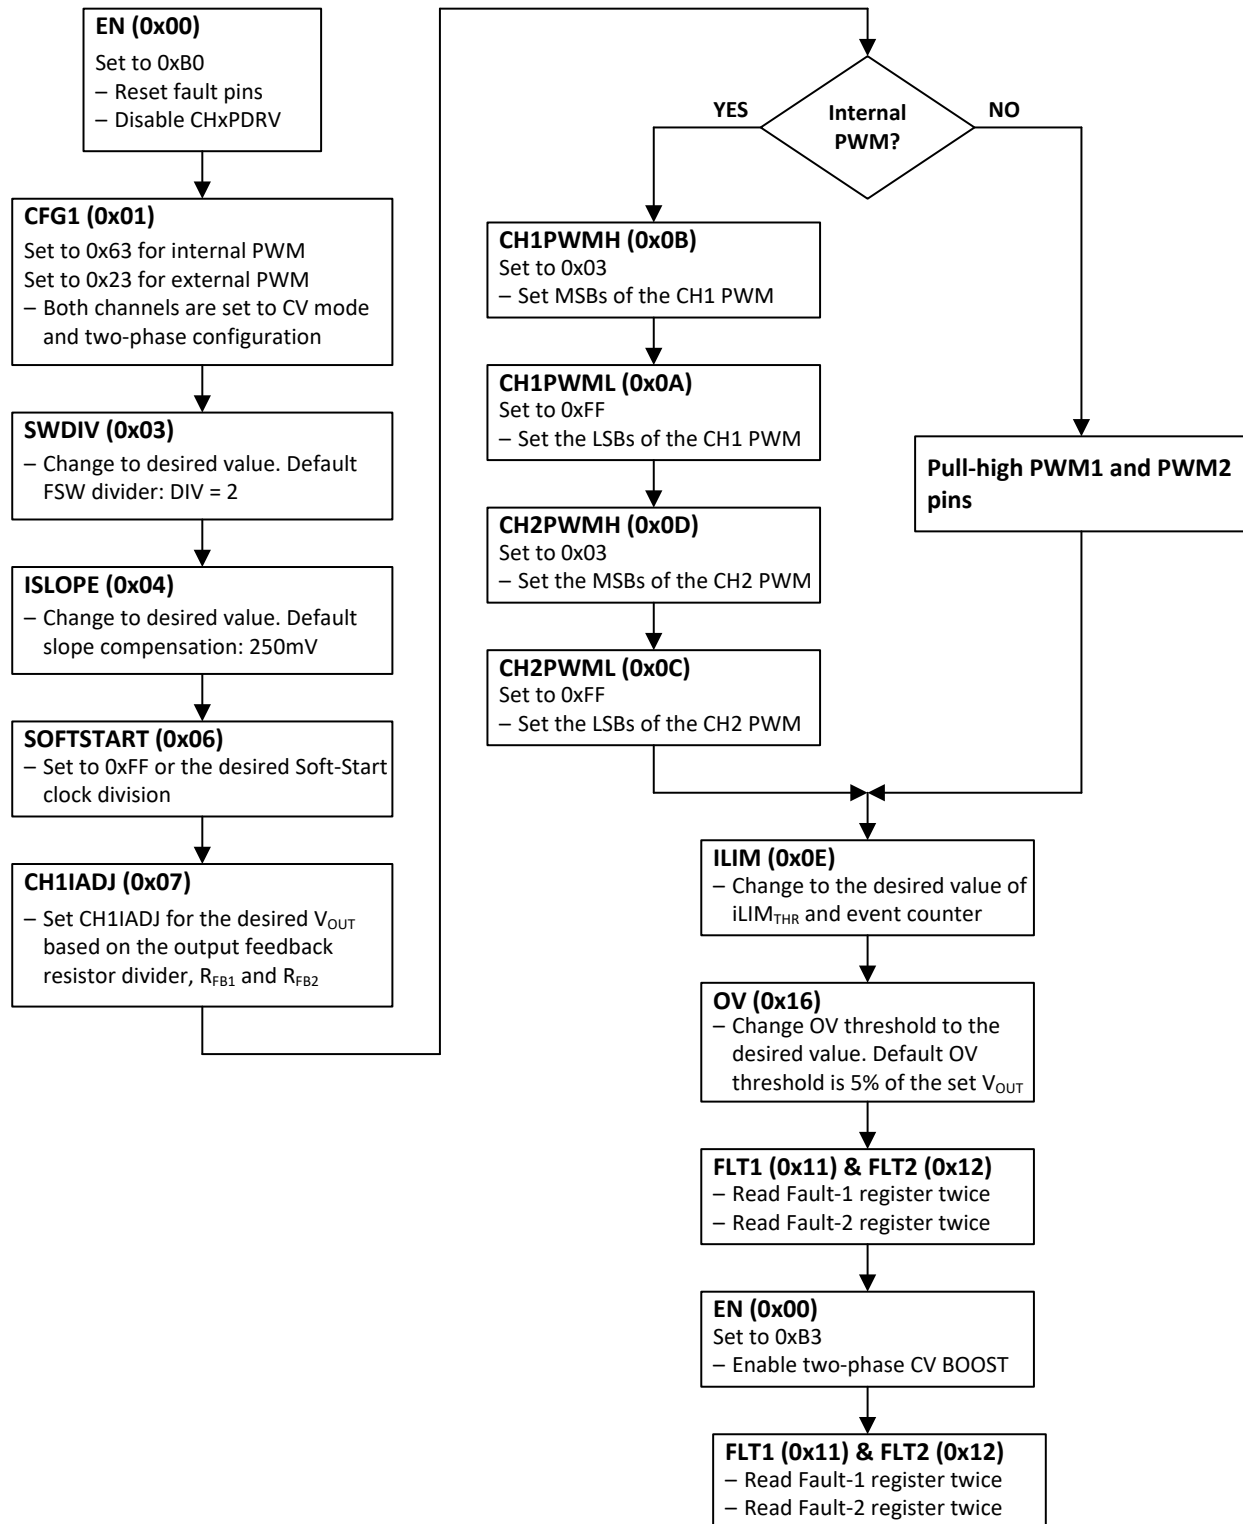 EN (0x00)
Set to 0xB0
– Reset fault pins
– Disable CHxPDRV
CFG1 (0x01)
Set to 0x63 for internal PWM
Set to 0x23 for external PWM
– Both channels are set to CV mode
and two-phase configuration
SWDIV (0x03)
– Change to desired value. Default
FSW divider: DIV = 2
ISLOPE (0x04)
– Change to desired value. Default
slope compensation: 250mV
SOFTSTART (0x06)
– Set to 0xFF or the desired Soft-Start
clock division
CH1IADJ (0x07)
– Set CH1IADJ for the desired VOUT
based on the output feedback
resistor divider, RFB1 and RFB2
Internal
PWM?
YES
NO
CH1PWMH (0x0B)
Set to 0x03
– Set MSBs of the CH1 PWM
CH1PWML (0x0A)
Set to 0xFF
– Set the LSBs of the CH1 PWM
CH2PWMH (0x0D)
Set to 0x03
– Set the MSBs of the CH2 PWM
CH2PWML (0x0C)
Set to 0xFF
– Set the LSBs of the CH2 PWM
Pull-high PWM1 and PWM2
pins
ILIM (0x0E)
– Change to the desired value of
iLIMTHR and event counter
OV (0x16)
– Change OV threshold to the
desired value. Default OV
threshold is 5% of the set VOUT
FLT1 (0x11) & FLT2 (0x12)
– Read Fault-1 register twice
– Read Fault-2 register twice
EN (0x00)
Set to 0xB3
– Enable two-phase CV BOOST
FLT1 (0x11) & FLT2 (0x12)
– Read Fault-1 register twice
– Read Fault-2 register twice